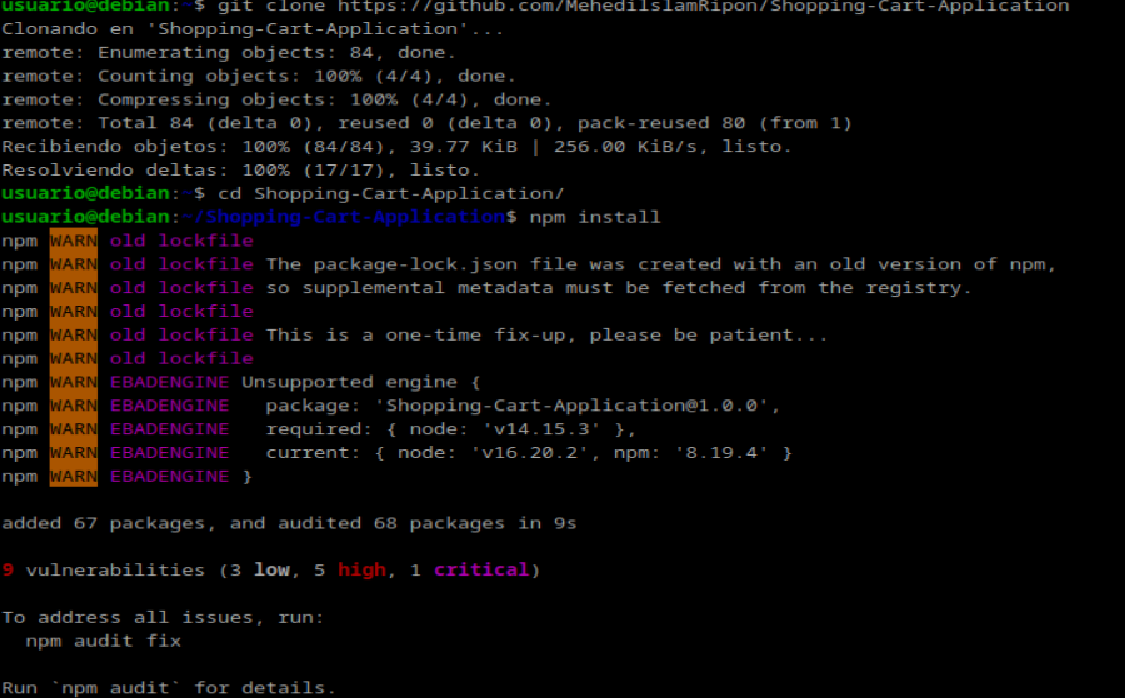 usuario@debian:~$ git clone https://github.com/MehediIslamRipon/Shopping-Cart-Application
Clonando en 'Shopping-Cart-Application'...
remote: Enumerating objects: 84, done.
remote: Counting objects: 100% (4/4), done.
remote: Compressing objects: 100% (4/4), done.
remote: Total 84 (delta 0), reused 0 (delta 0), pack-reused 80 (from 1)
Recibiendo objetos: 100% (84/84), 39.77 KiB | 256.00 KiB/s, listo.
Resolviendo deltas: 100% (17/17), listo.
usuario@debian:~$ cd Shopping-Cart-Application/
usuario@debian:~/Shopping-Cart-Application$ npm install
npm WARN old lockfile
npm WARN old lockfile The package-lock.json file was created with an old version of npm,
npm WARN old lockfile so supplemental metadata must be fetched from the registry.
npm WARN old lockfile
npm WARN old lockfile This is a one-time fix-up, please be patient...
npm WARN old lockfile
npm WARN EBADENGINE Unsupported engine {
npm WARN EBADENGINE   package: 'Shopping-Cart-Application@1.0.0',
npm WARN EBADENGINE   required: { node: 'v14.15.3' },
npm WARN EBADENGINE   current: { node: 'v16.20.2', npm: '8.19.4' }
npm WARN EBADENGINE }
added 67 packages, and audited 68 packages in 9s
9 vulnerabilities (3 low, 5 high, 1 critical)
To address all issues, run:
  npm audit fix
Run `npm audit` for details.